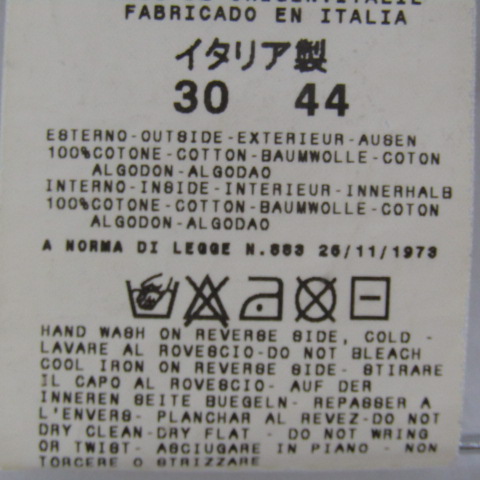 FABRICADO EN ITALIA
イタリア製
30 44
ESTERNO-OUTSIDE-EXTERIEUR-AUSEN
100%COTONE-COTTON-BAUMWOLLE-COTON
ALGODON-ALGODAO
INTERNO-INSIDE-INTERIEUR-INNERHALB
100%COTONE-COTTON-BAUMWOLLE-COTON
ALGODON-ALGODAO
A NORMA DI LEGGE N.883 26/11/1973
HAND WASH ON REVERSE SIDE, COLD -
LAVARE AL ROVESCIO-DO NOT BLEACH
COOL IRON ON REVERSE SIDE- STIRARE
IL CAPO AL ROVESCIO- AUF DER
INNEREN SEITE BUEGELN- REPASSER A
L'ENVERS- PLANCHAR AL REVEZ-DO NOT
DRY CLEAN-DRY FLAT - DO NOT WRING
OR TWIST- ASCIUGARE IN PIANO - NON
TORCERE O STRIZZARE